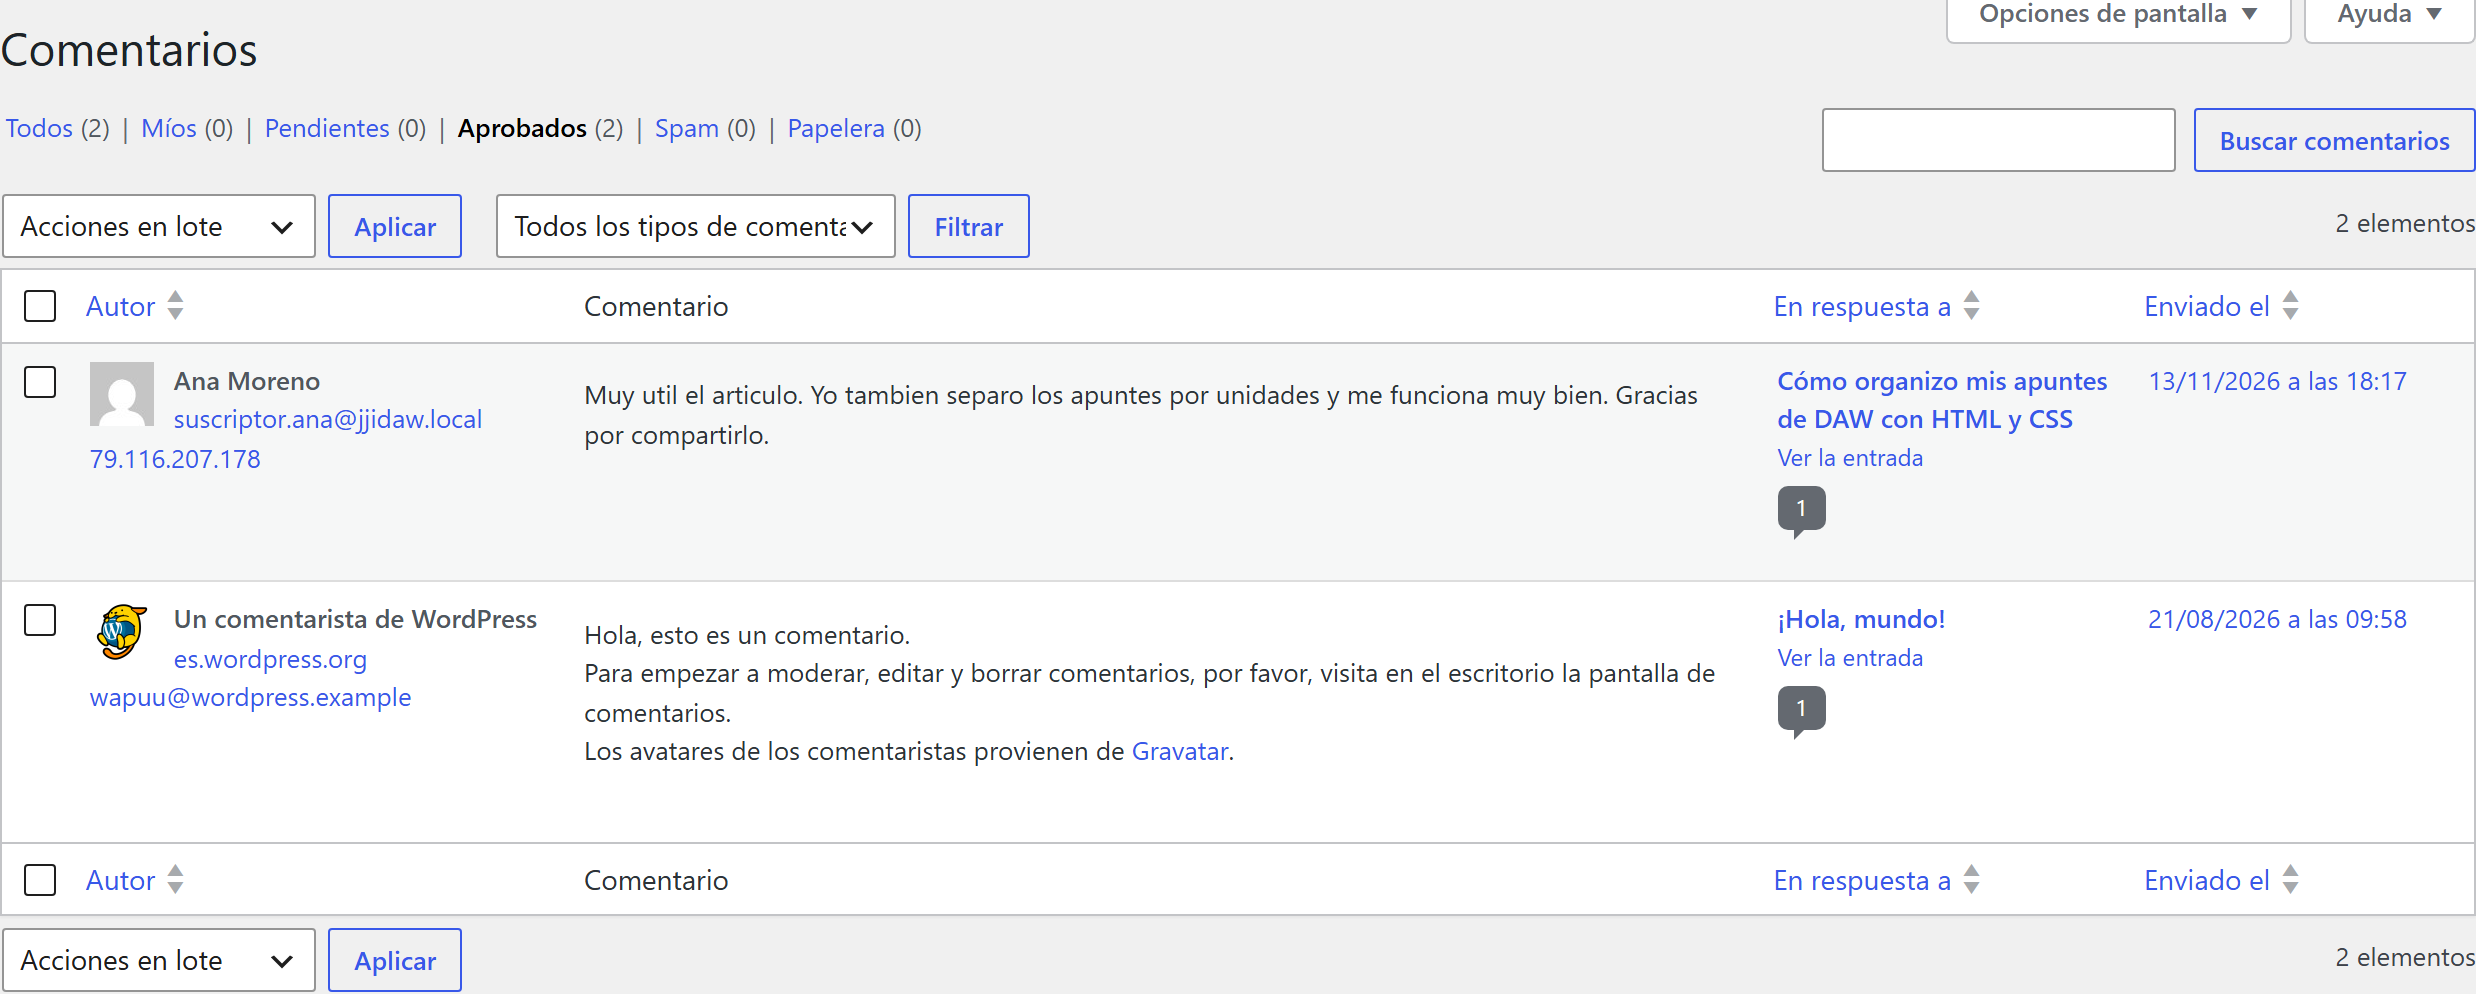 Opciones de pantalla ▼ Ayuda ▼
Comentarios
Todos (2) | Míos (0) | Pendientes (0) | Aprobados (2) | Spam (0) | Papelera (0)
Buscar comentarios
Acciones en lote Aplicar Todos los tipos de comenta Filtrar 2 elementos
Autor Comentario En respuesta a Enviado el
Ana Moreno
suscriptor.ana@jjidaw.local
79.116.207.178
Muy util el articulo. Yo tambien separo los apuntes por unidades y me funciona muy bien. Gracias
por compartirlo.
Cómo organizo mis apuntes
de DAW con HTML y CSS
Ver la entrada
1
13/11/2026 a las 18:17
Un comentarista de WordPress
es.wordpress.org
wapuu@wordpress.example
Hola, esto es un comentario.
Para empezar a moderar, editar y borrar comentarios, por favor, visita en el escritorio la pantalla de
comentarios.
Los avatares de los comentaristas provienen de Gravatar.
¡Hola, mundo!
Ver la entrada
1
21/08/2026 a las 09:58
Autor Comentario En respuesta a Enviado el
Acciones en lote Aplicar 2 elementos